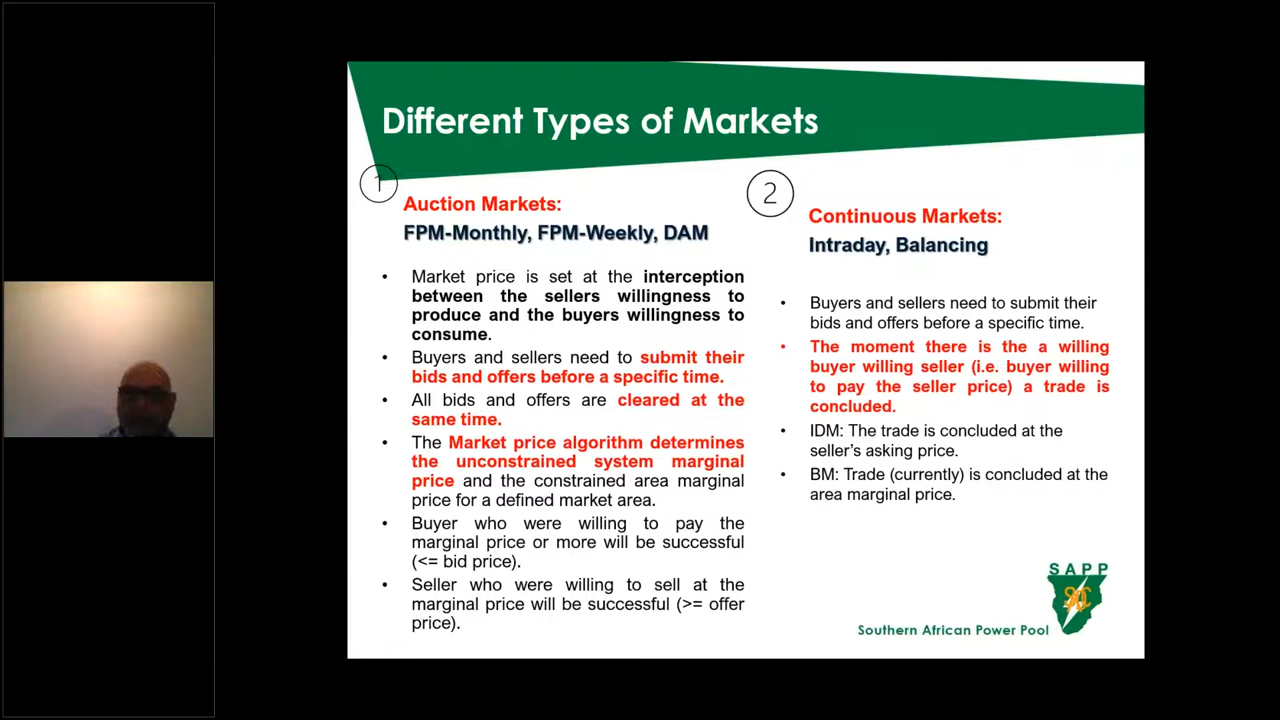 Different Types of Markets
1
Auction Markets:
FPM-Monthly, FPM-Weekly, DAM
• Market price is set at the interception
between the sellers willingness to
produce and the buyers willingness to
consume.
• Buyers and sellers need to submit their
bids and offers before a specific time.
• All bids and offers are cleared at the
same time.
• The Market price algorithm determines
the unconstrained system marginal
price and the constrained area marginal
price for a defined market area.
• Buyer who were willing to pay the
marginal price or more will be successful
(<= bid price).
• Seller who were willing to sell at the
marginal price will be successful (>= offer
price).
2
Continuous Markets:
Intraday, Balancing
• Buyers and sellers need to submit their
bids and offers before a specific time.
• The moment there is the a willing
buyer willing seller (i.e. buyer willing
to pay the seller price) a trade is
concluded.
• IDM: The trade is concluded at the
seller's asking price.
• BM: Trade (currently) is concluded at the
area marginal price.
SAPP
Southern African Power Pool